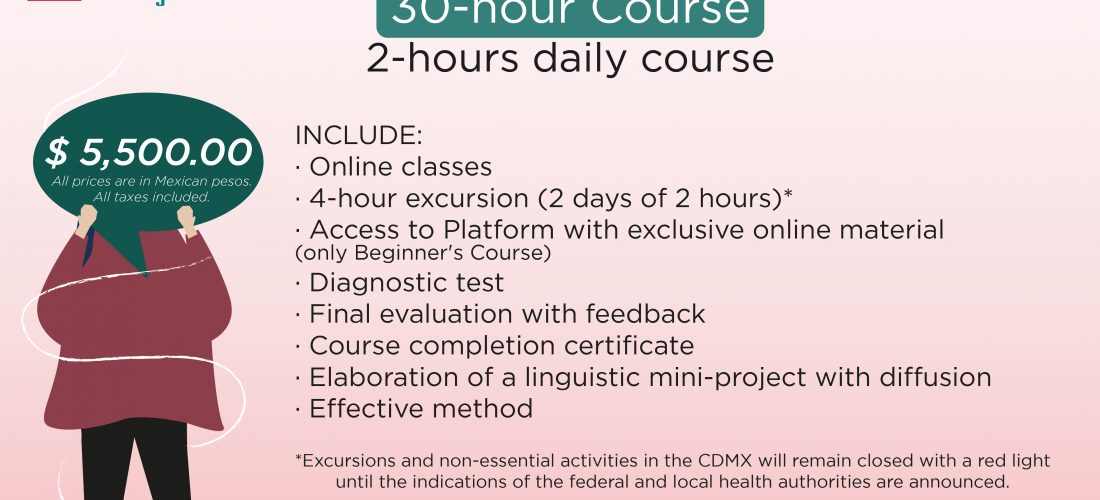 30-hour Course
2-hours daily course
$ 5,500.00
All prices are in Mexican pesos.
All taxes included.
INCLUDE:
· Online classes
· 4-hour excursion (2 days of 2 hours)*
· Access to Platform with exclusive online material
(only Beginner's Course)
· Diagnostic test
· Final evaluation with feedback
· Course completion certificate
· Elaboration of a linguistic mini-project with diffusion
· Effective method
*Excursions and non-essential activities in the CDMX will remain closed with a red light
until the indications of the federal and local health authorities are announced.